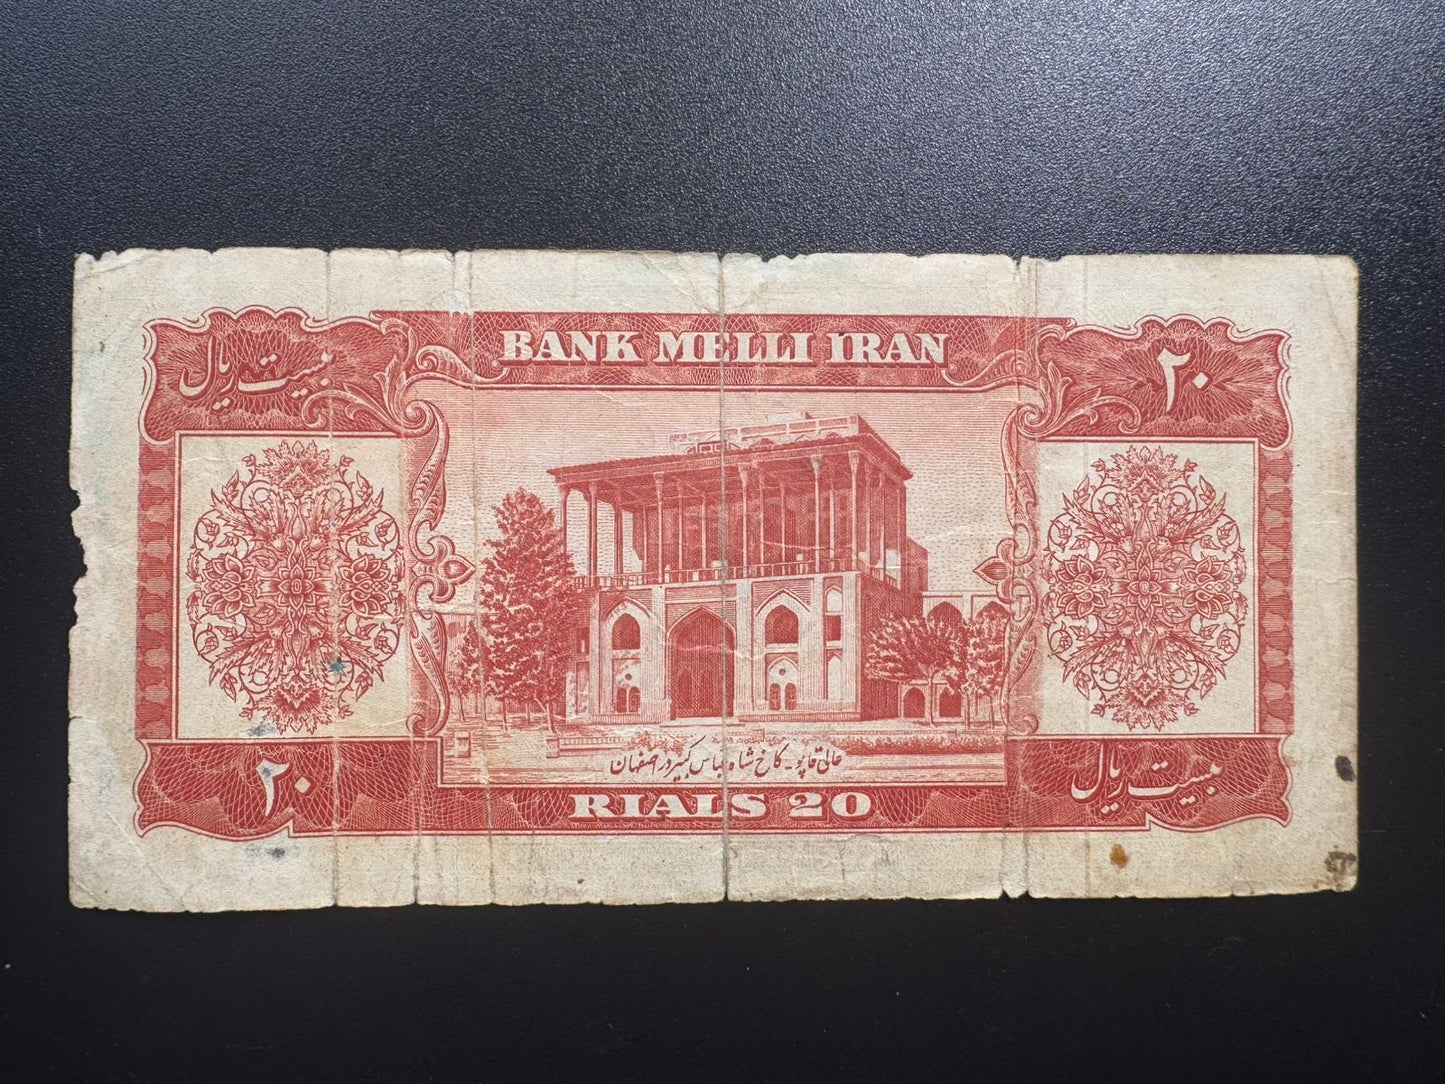 BANK MELLI IRAN
بیست ریال
۲۰
عالی قاپو - کاخ شاه عباس کبیر در اصفهان
۲۰
RIALS 20
بیست ریال